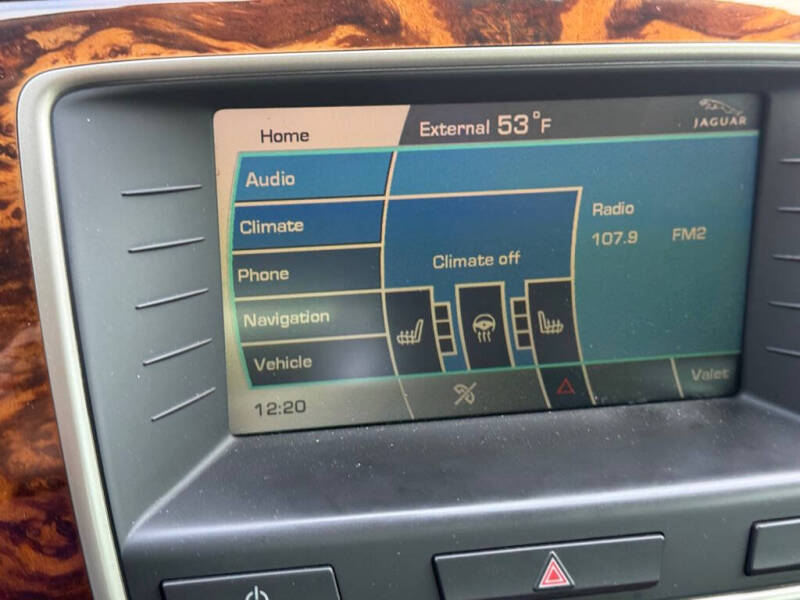 Home
External 53°F
JAGUAR
Audio
Climate
Phone
Navigation
Vehicle
Climate off
Radio
107.9 FM2
12:20
Valet